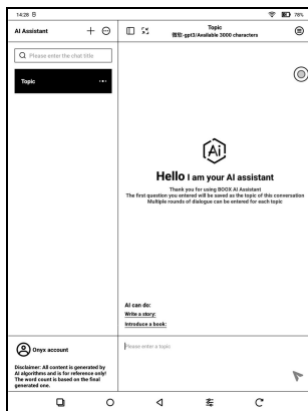 14:28
76%
AI Assistant
Topic
微软-gpt3/Available 3000 characters
Please enter the chat title
Topic
Ai
Hello I am your AI assistant
Thank you for using BOOX AI Assistant
The first question you entered will be saved as the topic of this conversation
Multiple rounds of dialogue can be entered for each topic
AI can do:
Write a story:
Introduce a book:
Onyx account
Disclaimer: All content is generated by
AI algorithms and is for reference only!
The word count is based on the final
generated one.
Please enter a topic